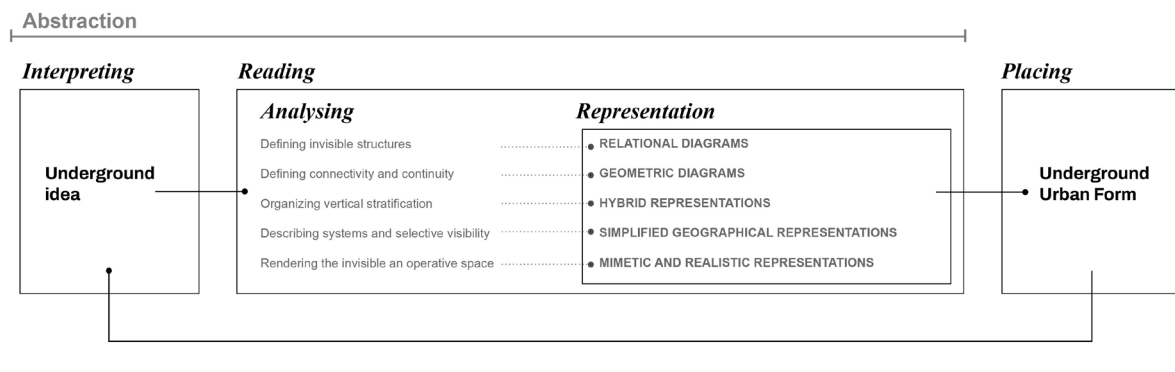 Abstraction
Interpreting
Reading
Placing
Analysing
Representation
Defining invisible structures
RELATIONAL DIAGRAMS
Defining connectivity and continuity
GEOMETRIC DIAGRAMS
Organizing vertical stratification
HYBRID REPRESENTATIONS
Describing systems and selective visibility
SIMPLIFIED GEOGRAPHICAL REPRESENTATIONS
Rendering the invisible an operative space
MIMETIC AND REALISTIC REPRESENTATIONS
Underground
idea
Underground
Urban Form